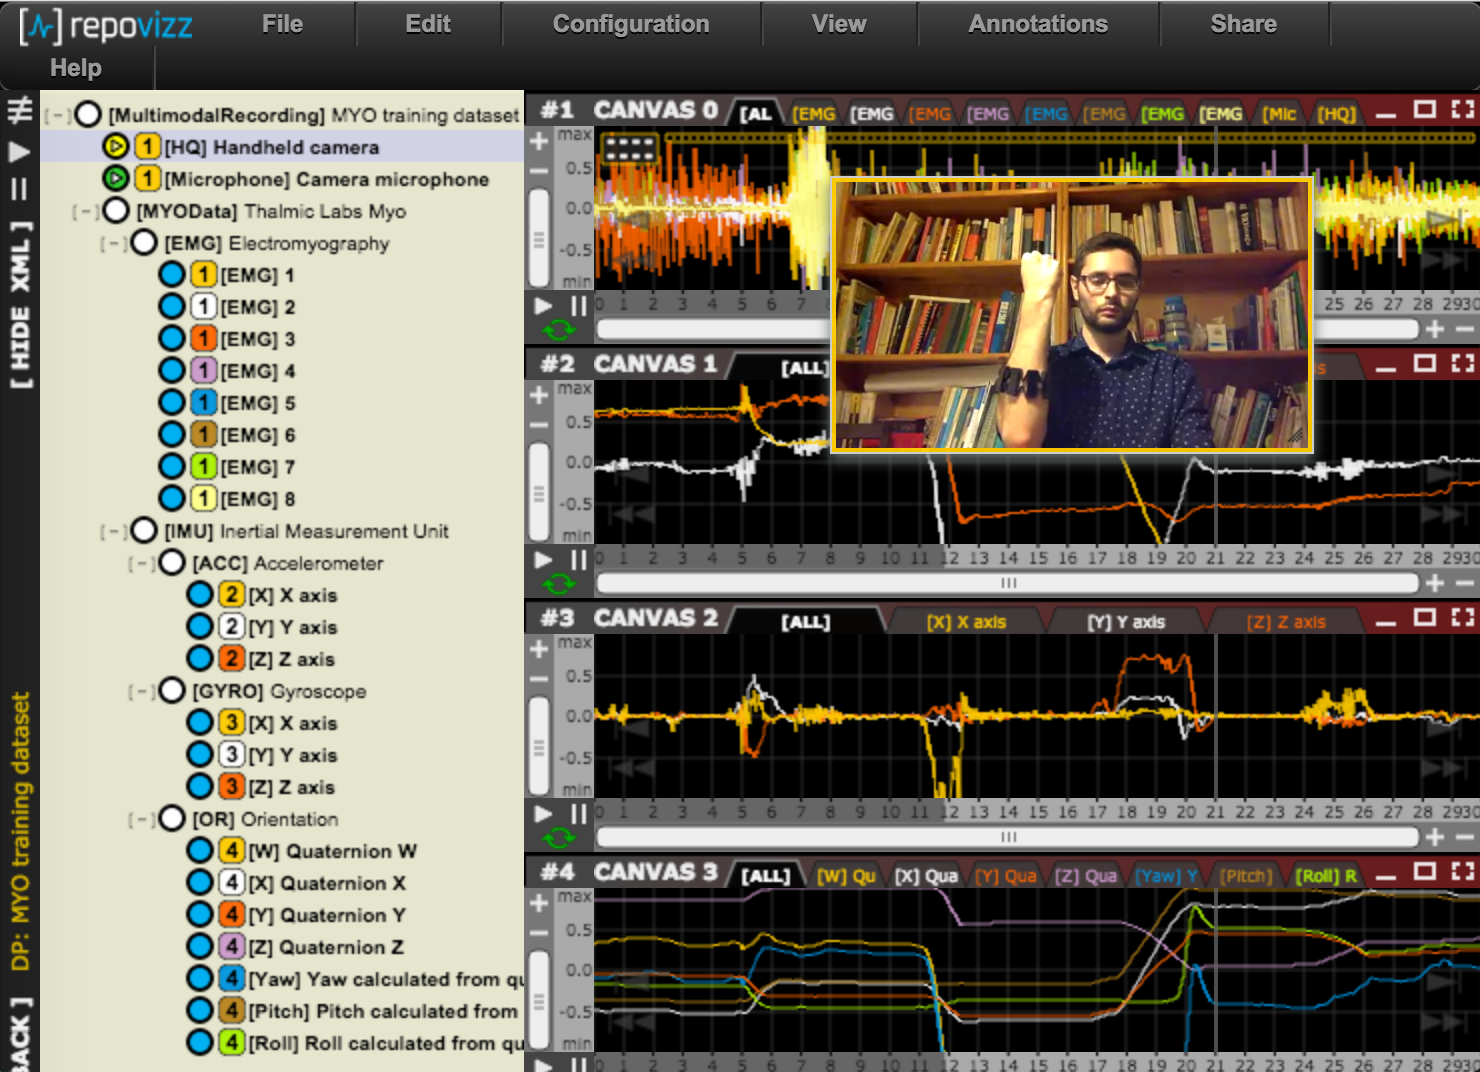 repovizz File Edit Configuration View Annotations Share
Help
[ HIDE XML ]
DP: MYO training dataset
BACK ]
[-] [MultimodalRecording] MYO training dataset
1 [HQ] Handheld camera
1 [Microphone] Camera microphone
[-] [MYOData] Thalmic Labs Myo
[-] [EMG] Electromyography
1 [EMG] 1
1 [EMG] 2
1 [EMG] 3
1 [EMG] 4
1 [EMG] 5
1 [EMG] 6
1 [EMG] 7
1 [EMG] 8
[-] [IMU] Inertial Measurement Unit
[-] [ACC] Accelerometer
2 [X] X axis
2 [Y] Y axis
2 [Z] Z axis
[-] [GYRO] Gyroscope
3 [X] X axis
3 [Y] Y axis
3 [Z] Z axis
[-] [OR] Orientation
4 [W] Quaternion W
4 [X] Quaternion X
4 [Y] Quaternion Y
4 [Z] Quaternion Z
4 [Yaw] Yaw calculated from qu
4 [Pitch] Pitch calculated from
4 [Roll] Roll calculated from qu
#1 CANVAS 0 [AL [EMG [EMG [EMG [EMG [EMG [EMG [EMG [EMG [Mic [HQ]
max
0.5
0.0
-0.5
min
0 1 2 3 4 5 6 7 8 25 26 27 28 29 30
#2 CANVAS 1 [ALL] s
max
0.5
0.0
-0.5
min
0 1 2 3 4 5 6 7 8 9 10 11 12 13 14 15 16 17 18 19 20 21 22 23 24 25 26 27 28 29 30
#3 CANVAS 2 [ALL] [X] X axis [Y] Y axis [Z] Z axis
max
0.5
0.0
-0.5
min
0 1 2 3 4 5 6 7 8 9 10 11 12 13 14 15 16 17 18 19 20 21 22 23 24 25 26 27 28 29 30
#4 CANVAS 3 [ALL] [W] Qu [X] Qua [Y] Qua [Z] Qua [Yaw] Y [Pitch] [Roll] R
max
0.5
0.0
-0.5
min
0 1 2 3 4 5 6 7 8 9 10 11 12 13 14 15 16 17 18 19 20 21 22 23 24 25 26 27 28 29 30